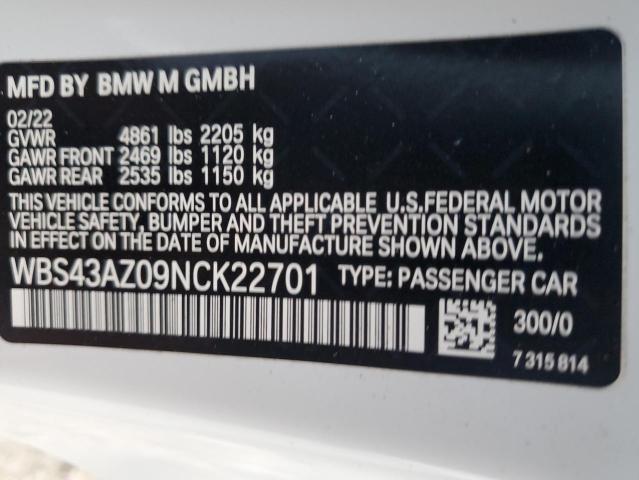 MFD BY BMW M GMBH
02/22
GVWR 4861 lbs 2205 kg
GAWR FRONT 2469 lbs 1120 kg
GAWR REAR 2535 lbs 1150 kg
THIS VEHICLE CONFORMS TO ALL APPLICABLE U.S.FEDERAL MOTOR
VEHICLE SAFETY, BUMPER AND THEFT PREVENTION STANDARDS
IN EFFECT ON THE DATE OF MANUFACTURE SHOWN ABOVE.
WBS43AZ09NCK22701 TYPE: PASSENGER CAR
300/0
7 315 814